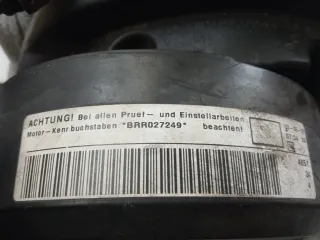 ACHTUNG! Bei allen Pruef- und Einstellarbeiten
Motor-Kennbuchstaben "BRR027249" beachten!